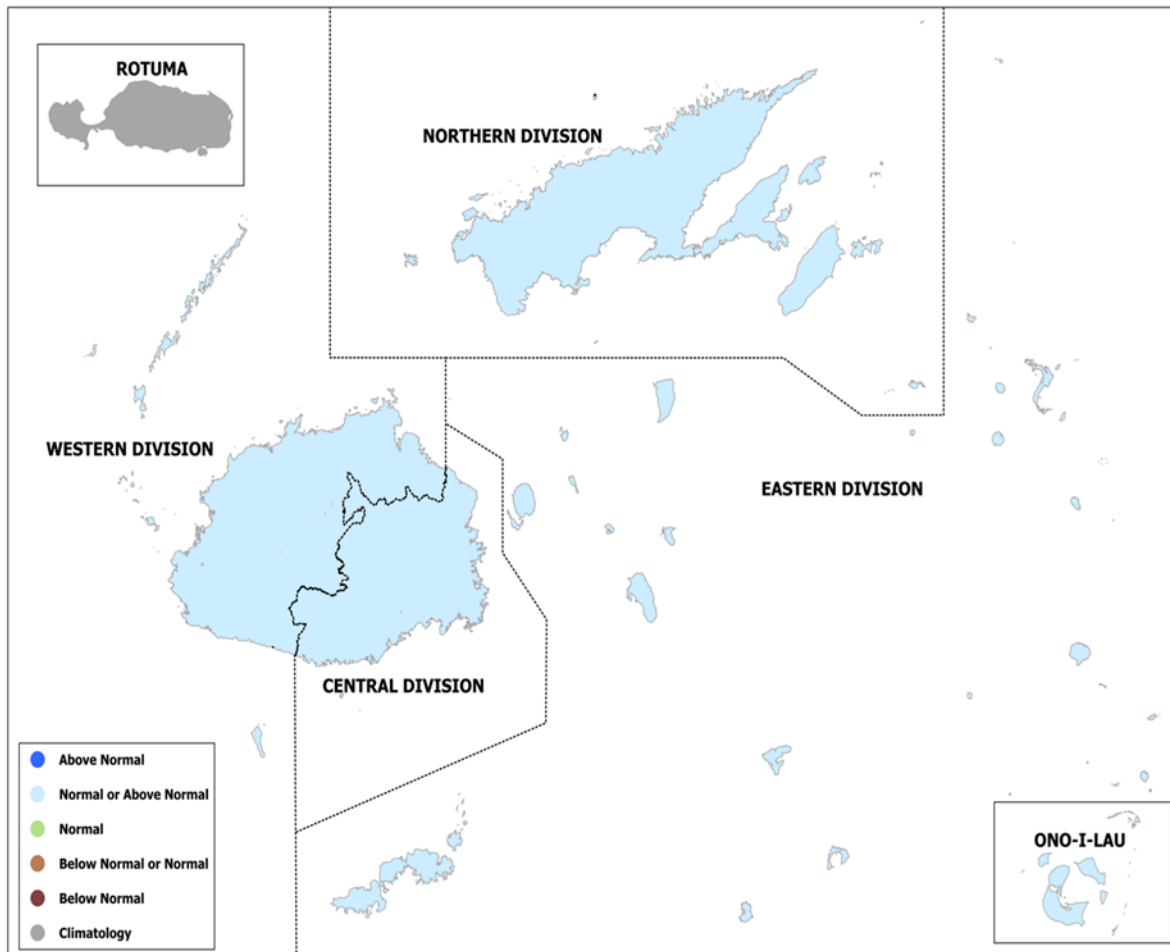 ROTUMA
NORTHERN DIVISION
WESTERN DIVISION
EASTERN DIVISION
CENTRAL DIVISION
Above Normal
Normal or Above Normal
Normal
Below Normal or Normal
Below Normal
Climatology
ONO-I-LAU